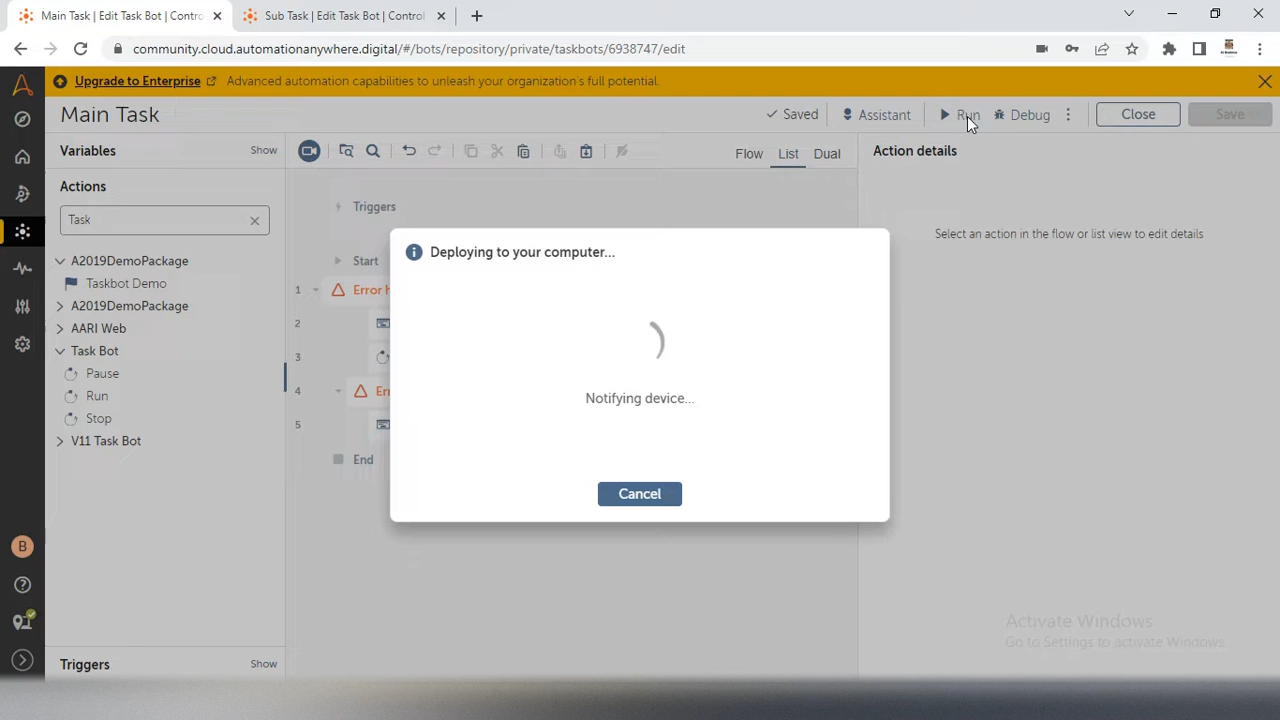 Main Task | Edit Task Bot | Contro
Sub Task | Edit Task Bot | Control
community.cloud.automationanywhere.digital/#/bots/repository/private/taskbots/6938747/edit
Upgrade to Enterprise
Advanced automation capabilities to unleash your organization's full potential.
Main Task
Saved
Assistant
Run
Debug
Close
Save
Variables
Show
Flow
List
Dual
Action details
Actions
Task
Triggers
Select an action in the flow or list view to edit details
Deploying to your computer...
A2019DemoPackage
Start
Taskbot Demo
1
Error h
A2019DemoPackage
2
AARI Web
Task Bot
3
Pause
4
Err
Run
Notifying device...
Stop
5
V11 Task Bot
End
Cancel
B
Activate Windows
Go to Settings to activate Windows.
Triggers
Show